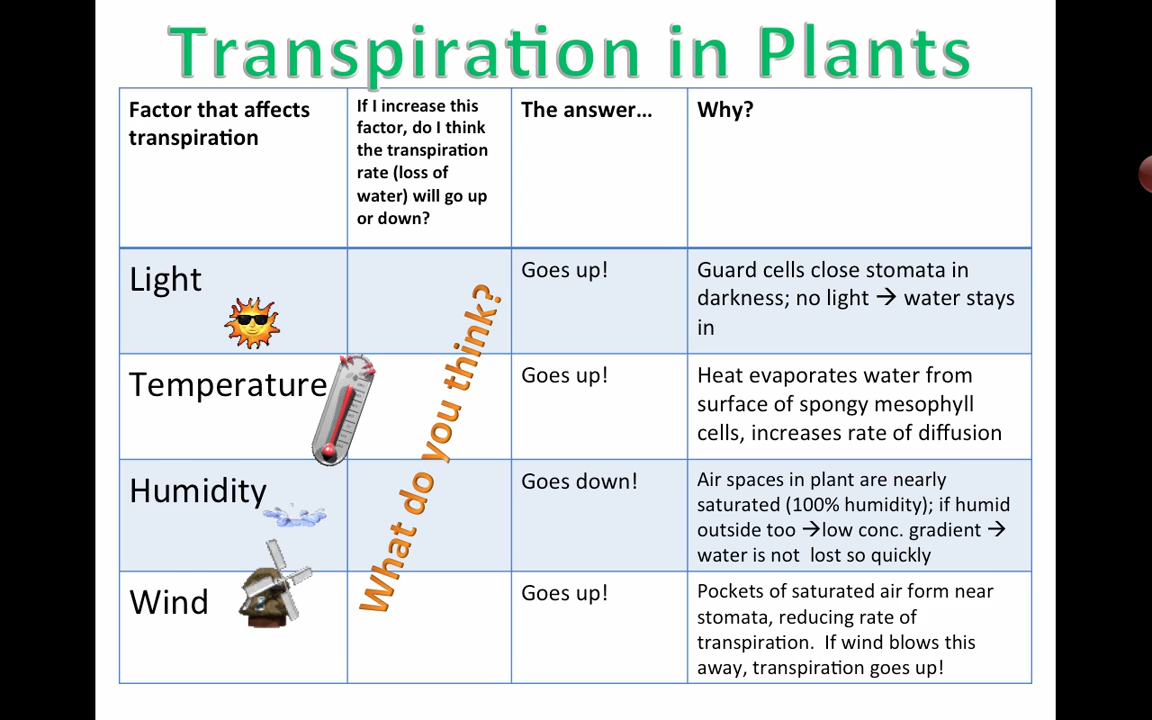 Transpiration in Plants
Factor that affects
transpiration
If I increase this
factor, do I think
the transpiration
rate (loss of
water) will go up
or down?
The answer...
Why?
Light
Goes up!
Guard cells close stomata in
darkness; no light → water stays
in
Temperature
Goes up!
Heat evaporates water from
surface of spongy mesophyll
cells, increases rate of diffusion
Humidity
Goes down!
Air spaces in plant are nearly
saturated (100% humidity); if humid
outside too →low conc. gradient →
water is not  lost so quickly
Wind
Goes up!
Pockets of saturated air form near
stomata, reducing rate of
transpiration.  If wind blows this
away, transpiration goes up!
What do you think?